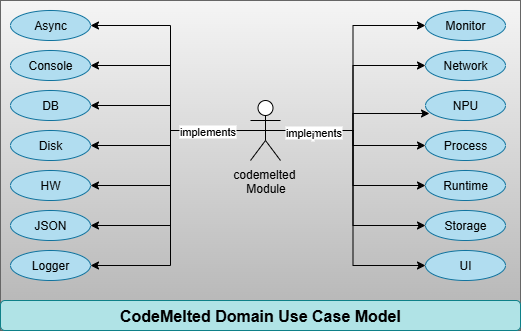 Async
Console
DB
Disk
HW
JSON
Logger
implements
codemelted
Module
implements
Monitor
Network
NPU
Process
Runtime
Storage
UI
CodeMelted Domain Use Case Model